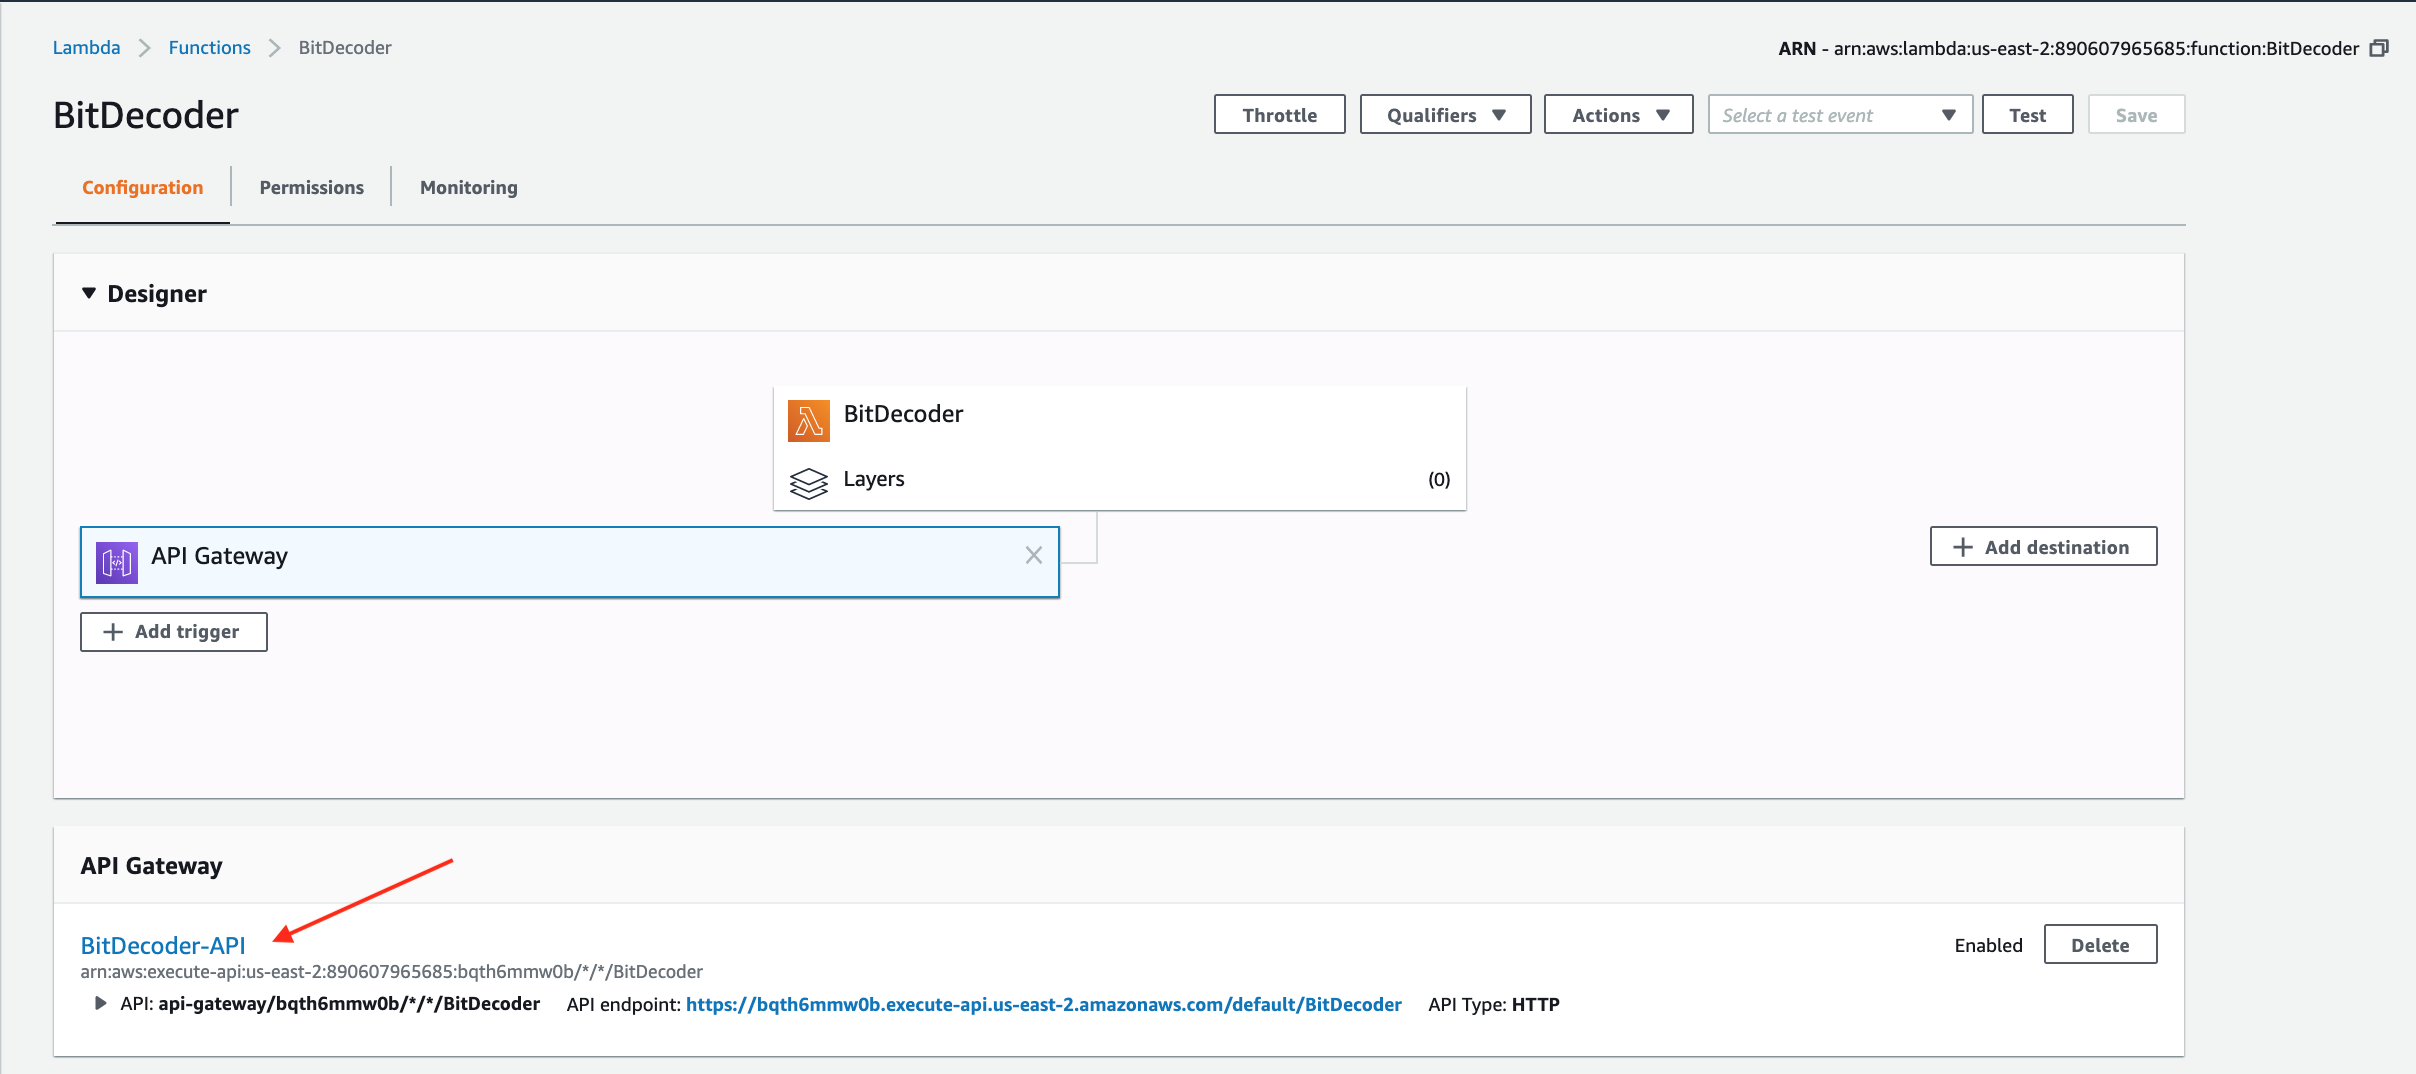 Lambda Functions BitDecoder
ARN - arn:aws:lambda:us-east-2:890607965685:function:BitDecoder
BitDecoder
Throttle Qualifiers Actions Select a test event Test Save
Configuration Permissions Monitoring
Designer
BitDecoder
Layers (0)
API Gateway
Add destination
Add trigger
API Gateway
BitDecoder-API
Enabled Delete
arn:aws:execute-api:us-east-2:890607965685:bqth6mmw0b/*/*/BitDecoder
API: api-gateway/bqth6mmw0b/*/*/BitDecoder API endpoint: https://bqth6mmw0b.execute-api.us-east-2.amazonaws.com/default/BitDecoder API Type: HTTP